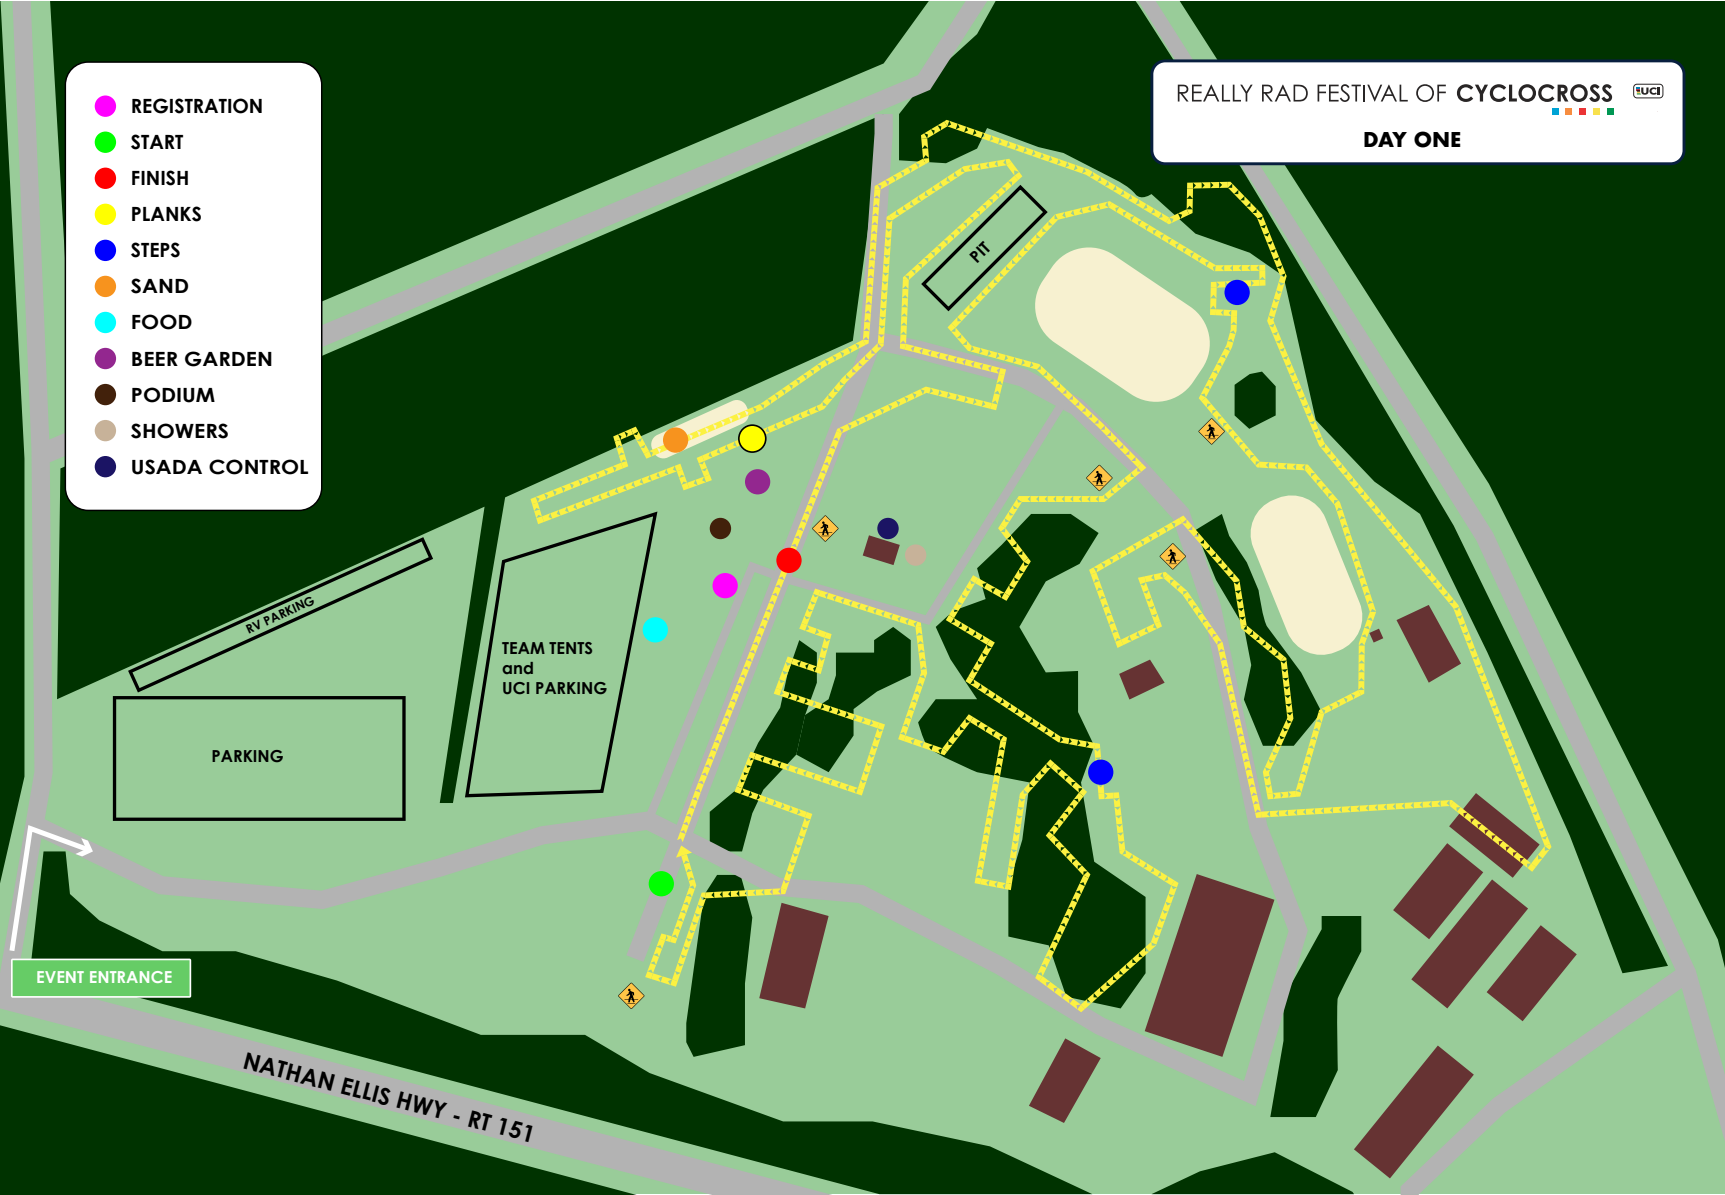 REALLY RAD FESTIVAL OF CYCLOCROSS UCI
DAY ONE
REGISTRATION
START
FINISH
PLANKS
STEPS
SAND
FOOD
BEER GARDEN
PODIUM
SHOWERS
USADA CONTROL
PIT
RV PARKING
TEAM TENTS
and
UCI PARKING
PARKING
EVENT ENTRANCE
NATHAN ELLIS HWY - RT 151